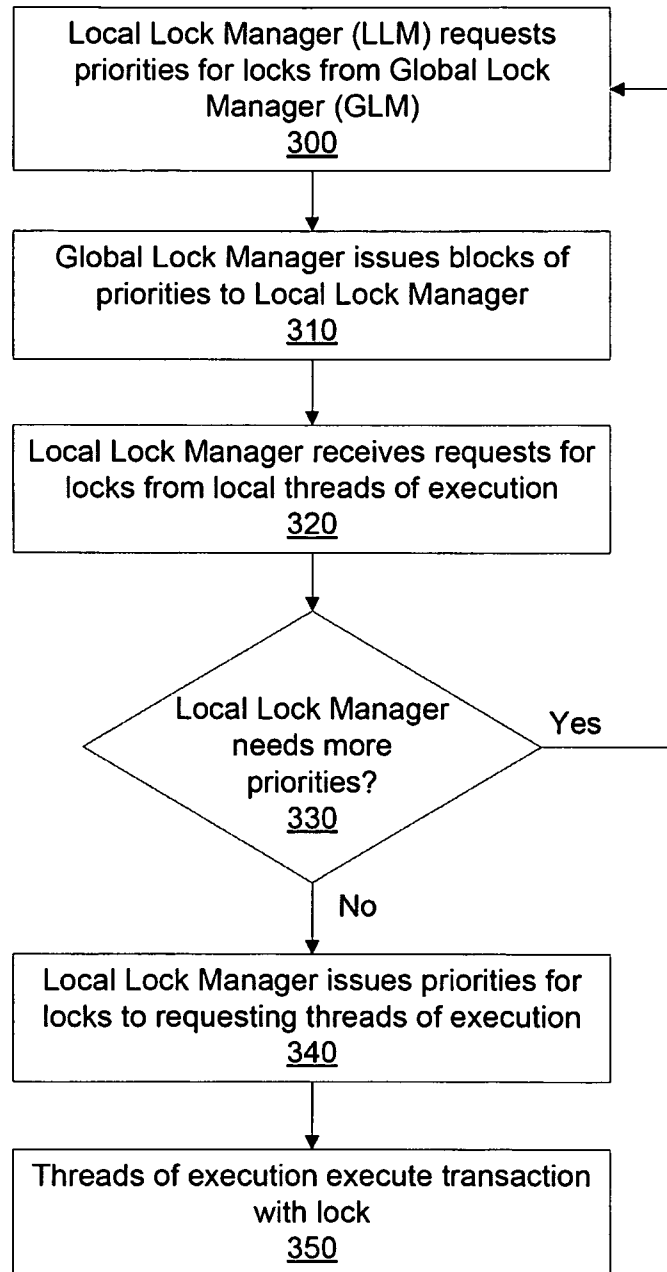 Local Lock Manager (LLM) requests
priorities for locks from Global Lock
Manager (GLM)
300
Global Lock Manager issues blocks of
priorities to Local Lock Manager
310
Local Lock Manager receives requests for
locks from local threads of execution
320
Local Lock Manager
needs more
priorities?
330
Yes
No
Local Lock Manager issues priorities for
locks to requesting threads of execution
340
Threads of execution execute transaction
with lock
350